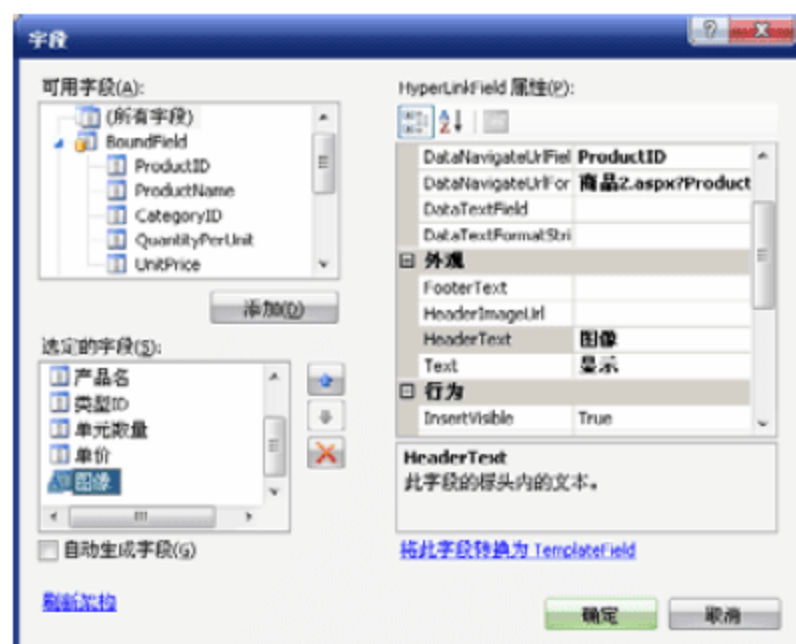 字段
可用字段(A):
(所有字段)
BoundField
ProductID
ProductName
CategoryID
QuantityPerUnit
UnitPrice
添加(D)
选定的字段(S):
产品名
类型ID
单元数量
单价
图像
自动生成字段(G)
刷新架构
HyperLinkField 属性(P):
DataNavigateUrlFiel ProductID
DataNavigateUrlFor 商品2.aspx?Product
DataTextField
DataTextFormatStri
外观
FooterText
HeaderImageUrl
HeaderText 图像
Text 显示
行为
InsertVisible True
HeaderText
此字段的标头内的文本。
将此字段转换为 TemplateField
确定
取消